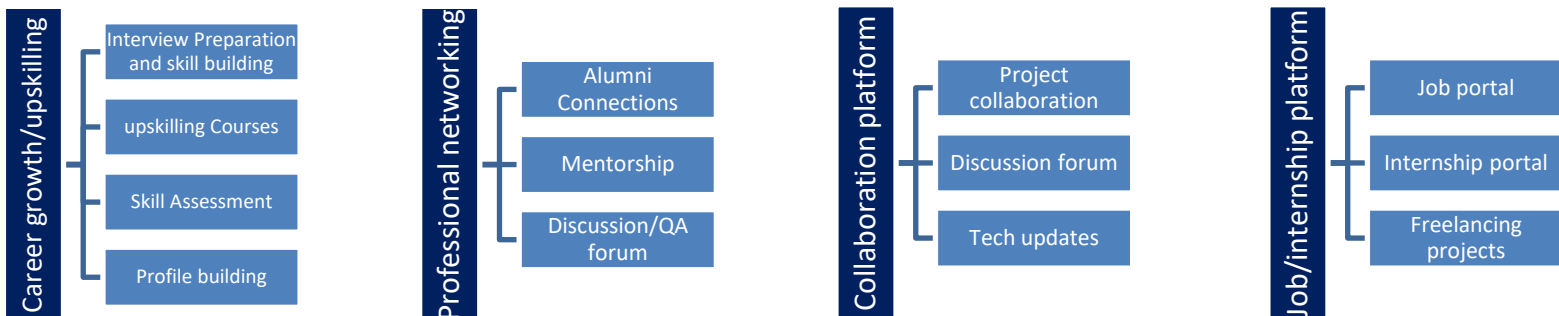 Career growth/upskilling
Interview Preparation
and skill building
upskilling Courses
Skill Assessment
Profile building
Professional networking
Alumni
Connections
Mentorship
Discussion/QA
forum
Collaboration platform
Project
collaboration
Discussion forum
Tech updates
Job/internship platform
Job portal
Internship portal
Freelancing
projects